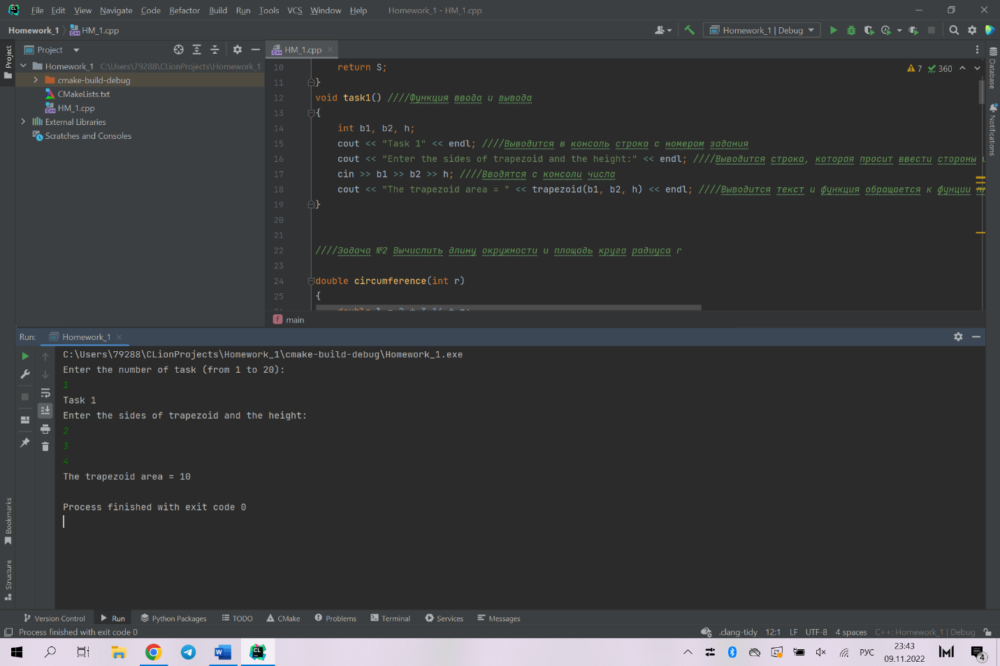 File Edit View Navigate Code Refactor Build Run Tools VCS Window Help Homework_1 - HM_1.cpp
Homework_1 HM_1.cpp Homework_1 | Debug
Project
Project
HM_1.cpp
Homework_1 C:\Users\79288\CLionProjects\Homework_1
cmake-build-debug
CMakeLists.txt
HM_1.cpp
External Libraries
Scratches and Consoles
7 360
10 return S;
11 }
12 void task1() ////Функция ввода и вывода
13 {
14 int b1, b2, h;
15 cout << "Task 1" << endl; ////Выводится в консоль строка с номером задания
16 cout << "Enter the sides of trapezoid and the height:" << endl; ////Выводится строка, которая просит ввести стороны
17 cin >> b1 >> b2 >> h; ////Вводятся с консоли числа
18 cout << "The trapezoid area = " << trapezoid(b1, b2, h) << endl; ////Выводится текст и функция обращается к фунции
19 }
20
21
22 ////Задача №2 Вычислить длину окружности и площадь круга радиуса r
23
24 double circumference(int r)
25 {
main
Database
Notifications
Run: Homework_1
C:\Users\79288\CLionProjects\Homework_1\cmake-build-debug\Homework_1.exe
Enter the number of task (from 1 to 20):
1
Task 1
Enter the sides of trapezoid and the height:
2
3
4
The trapezoid area = 10
Process finished with exit code 0
Bookmarks
Structure
Version Control Run Python Packages TODO CMake Problems Terminal Services Messages
Process finished with exit code 0 .clang-tidy 12:1 LF UTF-8 4 spaces C++: Homework_1 | Debug
РУС 23:43
09.11.2022
4